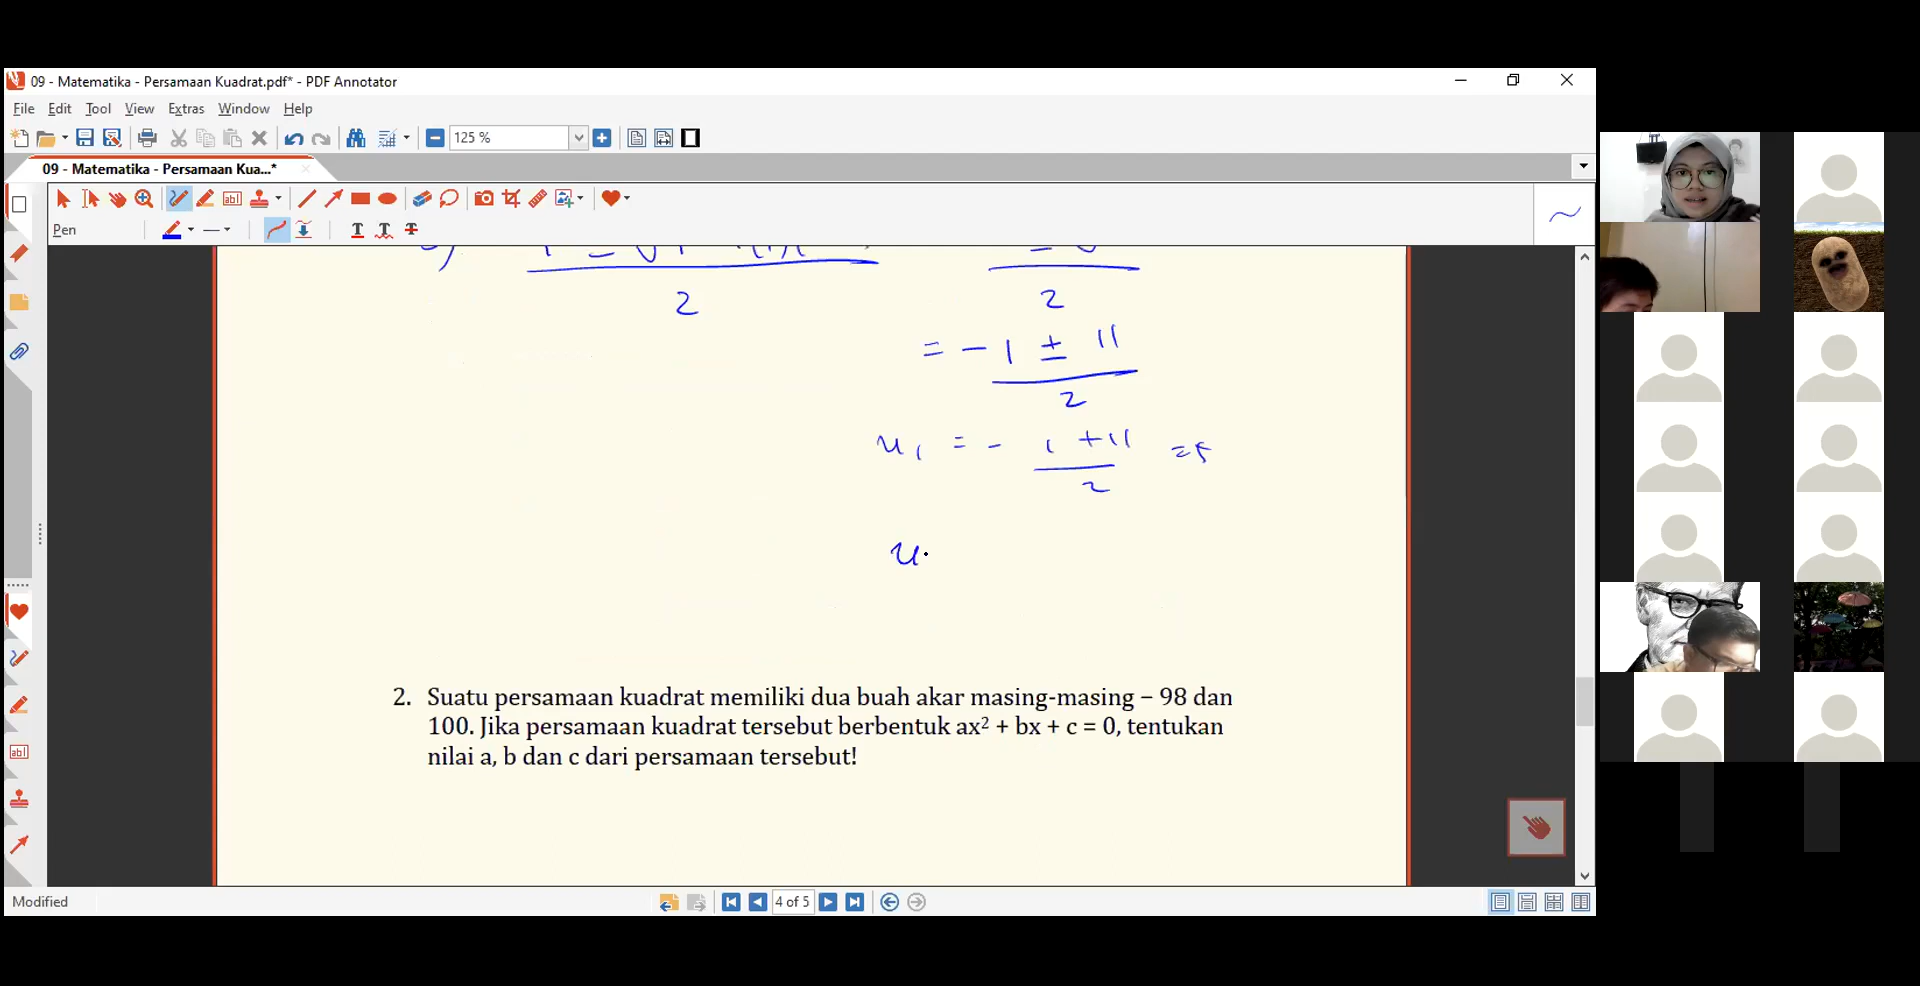 09 - Matematika - Persamaan Kuadrat.pdf* - PDF Annotator
File Edit Tool View Extras Window Help
125 %
09 - Matematika - Persamaan Kua...*
Pen
2 2
= - 1 ± 11
2
u1 = - 1 + 11 = 5
2
u
2. Suatu persamaan kuadrat memiliki dua buah akar masing-masing − 98 dan
100. Jika persamaan kuadrat tersebut berbentuk ax² + bx + c = 0, tentukan
nilai a, b dan c dari persamaan tersebut!
Modified
4 of 5